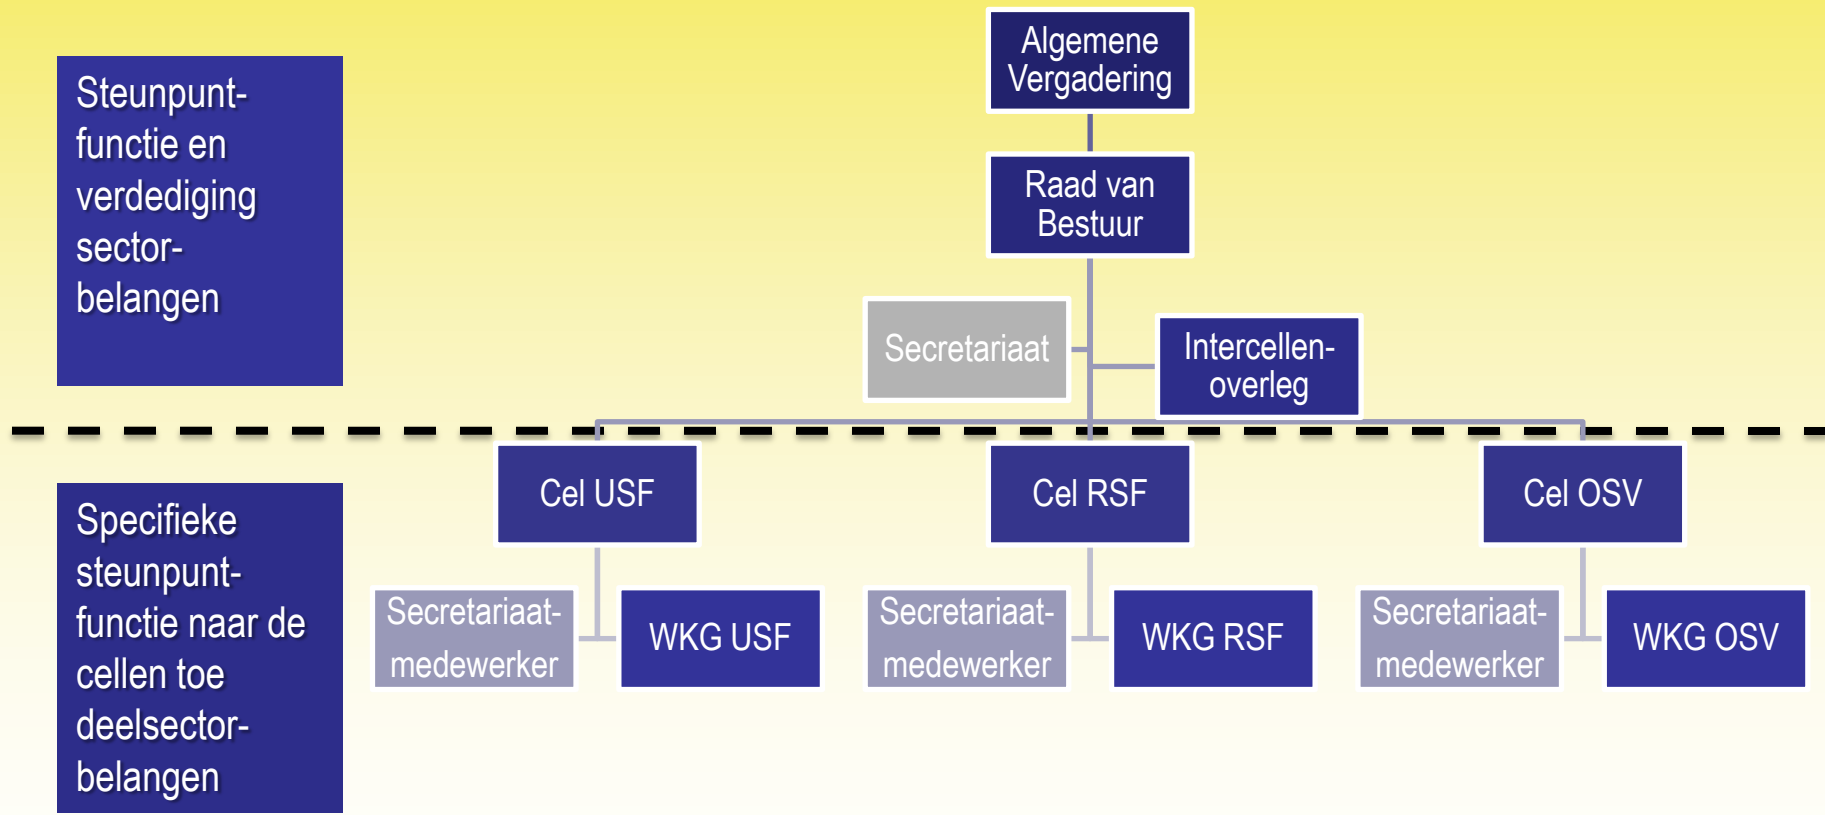 Steunpunt-
functie en
verdediging
sector-
belangen
Algemene
Vergadering
Raad van
Bestuur
Secretariaat
Intercellen-
overleg
Specifieke
steunpunt-
functie naar de
cellen toe
deelsector-
belangen
Cel USF
Cel RSF
Cel OSV
Secretariaat-
medewerker
WKG USF
Secretariaat-
medewerker
WKG RSF
Secretariaat-
medewerker
WKG OSV